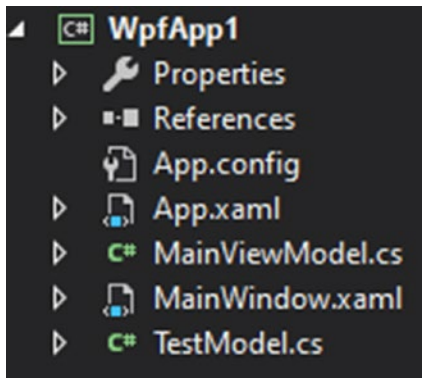 C# WpfApp1
Properties
References
App.config
App.xaml
C# MainViewModel.cs
MainWindow.xaml
C# TestModel.cs